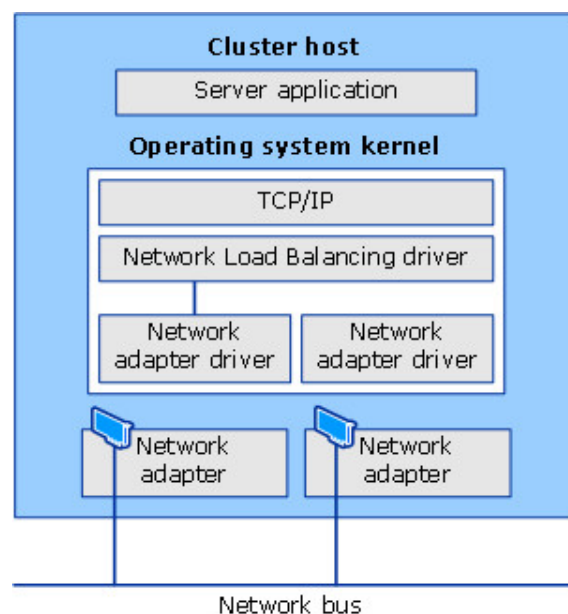 Cluster host
Server application
Operating system kernel
TCP/IP
Network Load Balancing driver
Network
adapter driver
Network
adapter driver
Network
adapter
Network
adapter
Network bus